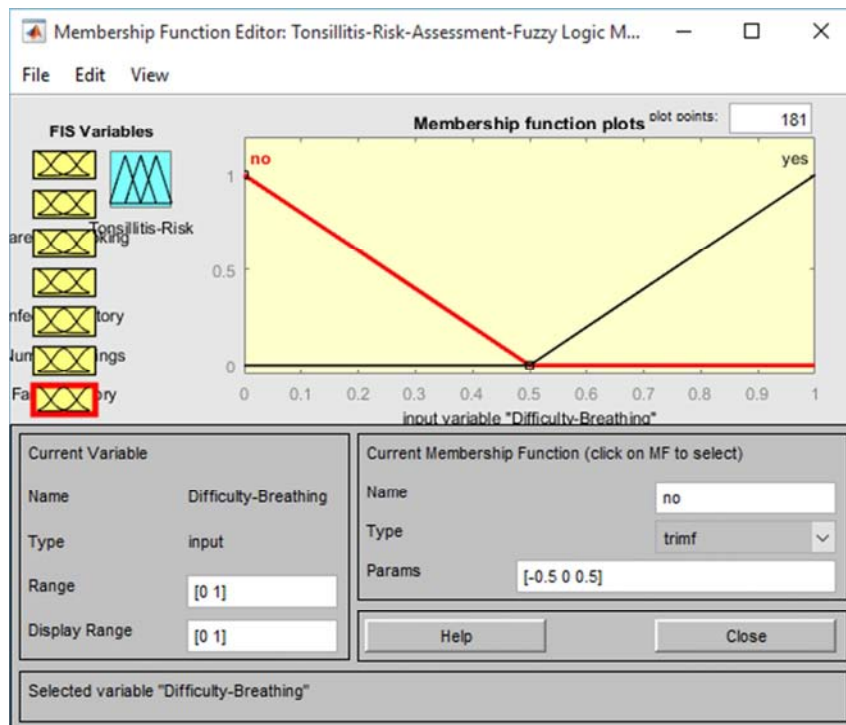 Membership Function Editor: Tonsillitis-Risk-Assessment-Fuzzy Logic M...
File Edit View
FIS Variables
Membership function plots plot points: 181
no
yes
1
0.5
0
0 0.1 0.2 0.3 0.4 0.5 0.6 0.7 0.8 0.9 1
input variable "Difficulty-Breathing"
Tonsillitis-Risk
Current Variable
Name Difficulty-Breathing
Type input
Range [0 1]
Display Range [0 1]
Current Membership Function (click on MF to select)
Name no
Type trimf
Params [-0.5 0 0.5]
Help Close
Selected variable "Difficulty-Breathing"